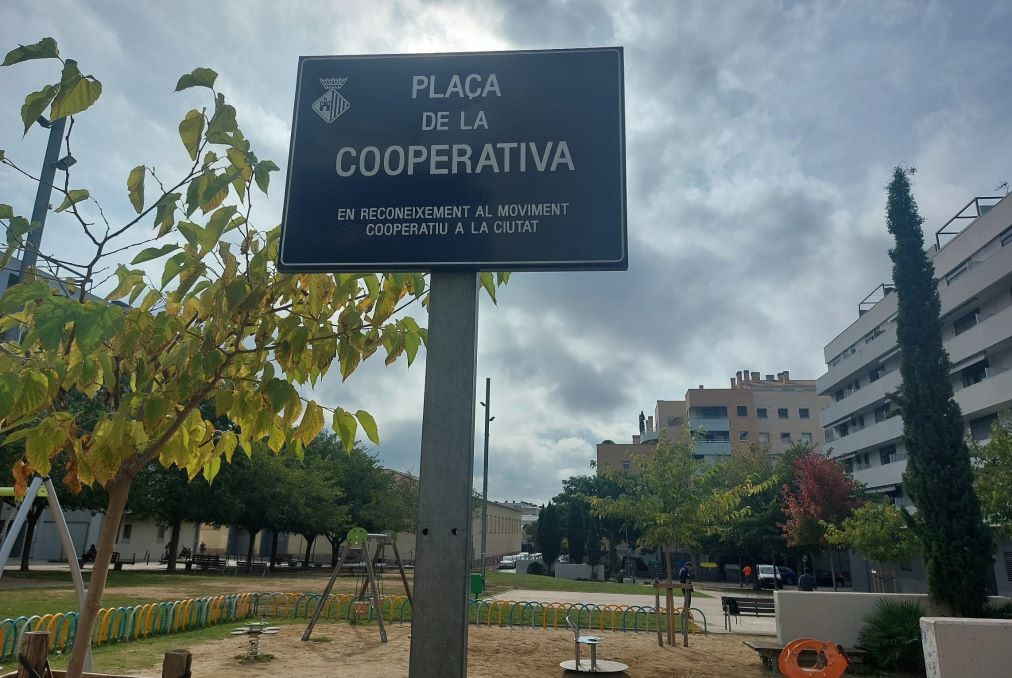 PLAÇA
DE LA
COOPERATIVA
EN RECONEIXEMENT AL MOVIMENT
COOPERATIU A LA CIUTAT